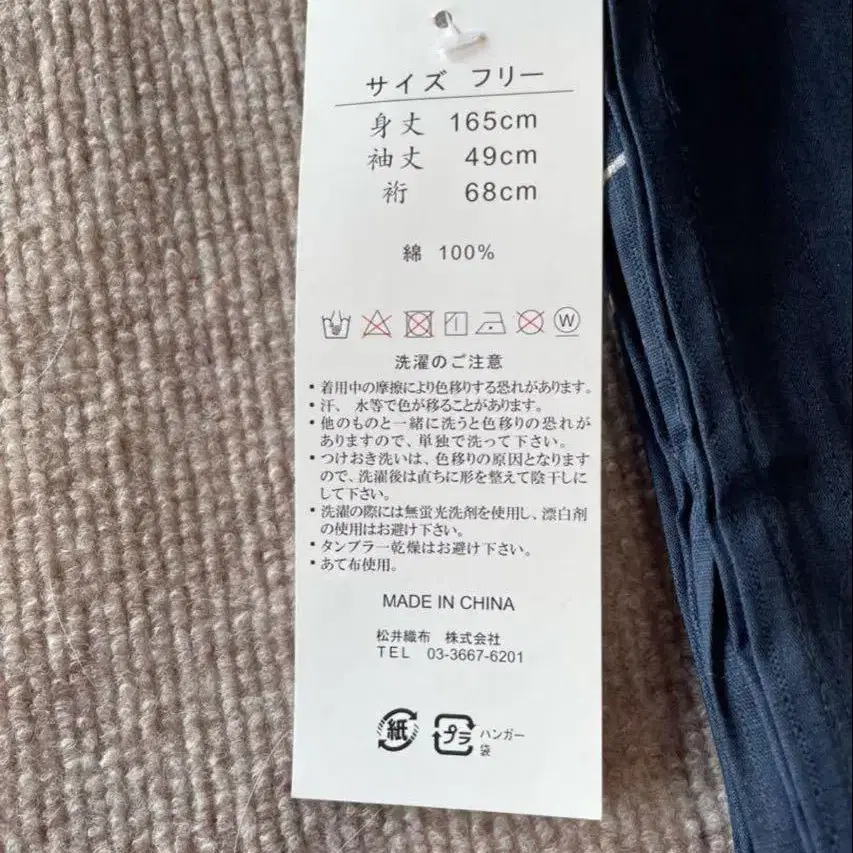 サイズ フリー
身丈 165cm
袖丈 49cm
裄 68cm
綿 100%
W
洗濯のご注意
・着用中の摩擦により色移りする恐れがあります。
・汗、水等で色が移ることがあります。
・他のものと一緒に洗うと色移りの恐れが
ありますので、単独で洗って下さい。
・つけおき洗いは、色移りの原因となります
ので、洗濯後は直ちに形を整えて陰干しに
して下さい。
・洗濯の際には無蛍光洗剤を使用し、漂白剤
の使用はお避け下さい。
・タンブラー乾燥はお避け下さい。
・あて布使用。
MADE IN CHINA
松井織布 株式会社
TEL 03-3667-6201
紙 プラ ハンガー
袋